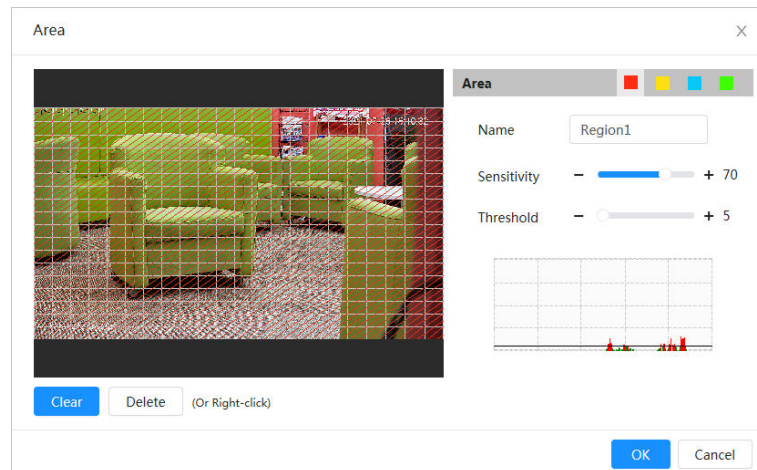 Area
X
Area
Name
Region1
Sensitivity
- + 70
Threshold
- + 5
Clear
Delete
(Or Right-click)
OK
Cancel